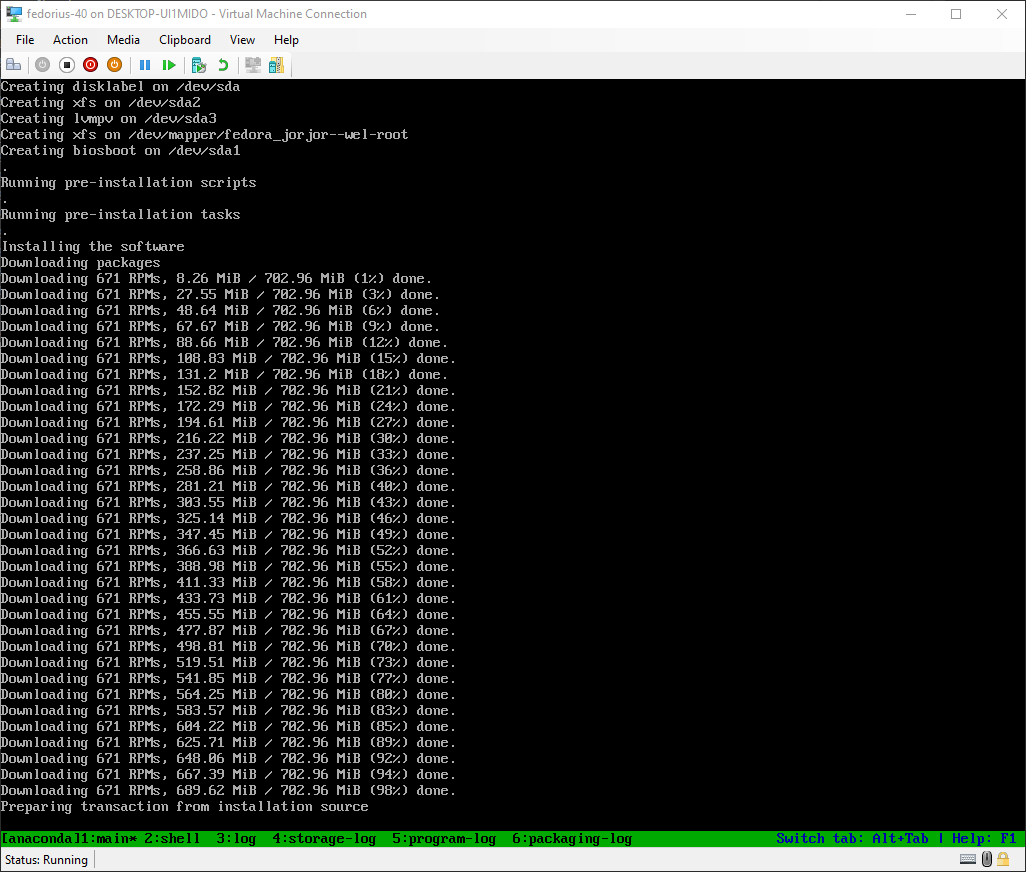 fedorius-40 on DESKTOP-UI1MIDO - Virtual Machine Connection
File Action Media Clipboard View Help
Creating disklabel on /dev/sda
Creating xfs on /dev/sda2
Creating lvmpv on /dev/sda3
Creating xfs on /dev/mapper/fedora_jorjor--wel-root
Creating biosboot on /dev/sda1
.
Running pre-installation scripts
.
Running pre-installation tasks
.
Installing the software
Downloading packages
Downloading 671 RPMs, 8.26 MiB / 702.96 MiB (1%) done.
Downloading 671 RPMs, 27.55 MiB / 702.96 MiB (3%) done.
Downloading 671 RPMs, 48.64 MiB / 702.96 MiB (6%) done.
Downloading 671 RPMs, 67.67 MiB / 702.96 MiB (9%) done.
Downloading 671 RPMs, 88.66 MiB / 702.96 MiB (12%) done.
Downloading 671 RPMs, 108.83 MiB / 702.96 MiB (15%) done.
Downloading 671 RPMs, 131.2 MiB / 702.96 MiB (18%) done.
Downloading 671 RPMs, 152.82 MiB / 702.96 MiB (21%) done.
Downloading 671 RPMs, 172.29 MiB / 702.96 MiB (24%) done.
Downloading 671 RPMs, 194.61 MiB / 702.96 MiB (27%) done.
Downloading 671 RPMs, 216.22 MiB / 702.96 MiB (30%) done.
Downloading 671 RPMs, 237.25 MiB / 702.96 MiB (33%) done.
Downloading 671 RPMs, 258.86 MiB / 702.96 MiB (36%) done.
Downloading 671 RPMs, 281.21 MiB / 702.96 MiB (40%) done.
Downloading 671 RPMs, 303.55 MiB / 702.96 MiB (43%) done.
Downloading 671 RPMs, 325.14 MiB / 702.96 MiB (46%) done.
Downloading 671 RPMs, 347.45 MiB / 702.96 MiB (49%) done.
Downloading 671 RPMs, 366.63 MiB / 702.96 MiB (52%) done.
Downloading 671 RPMs, 388.98 MiB / 702.96 MiB (55%) done.
Downloading 671 RPMs, 411.33 MiB / 702.96 MiB (58%) done.
Downloading 671 RPMs, 433.73 MiB / 702.96 MiB (61%) done.
Downloading 671 RPMs, 455.55 MiB / 702.96 MiB (64%) done.
Downloading 671 RPMs, 477.87 MiB / 702.96 MiB (67%) done.
Downloading 671 RPMs, 498.81 MiB / 702.96 MiB (70%) done.
Downloading 671 RPMs, 519.51 MiB / 702.96 MiB (73%) done.
Downloading 671 RPMs, 541.85 MiB / 702.96 MiB (77%) done.
Downloading 671 RPMs, 564.25 MiB / 702.96 MiB (80%) done.
Downloading 671 RPMs, 583.57 MiB / 702.96 MiB (83%) done.
Downloading 671 RPMs, 604.22 MiB / 702.96 MiB (85%) done.
Downloading 671 RPMs, 625.71 MiB / 702.96 MiB (89%) done.
Downloading 671 RPMs, 648.06 MiB / 702.96 MiB (92%) done.
Downloading 671 RPMs, 667.39 MiB / 702.96 MiB (94%) done.
Downloading 671 RPMs, 689.62 MiB / 702.96 MiB (98%) done.
Preparing transaction from installation source
[anaconda]1:main* 2:shell  3:log  4:storage-log  5:program-log  6:packaging-log Switch tab: Alt+Tab | Help: F1
Status: Running